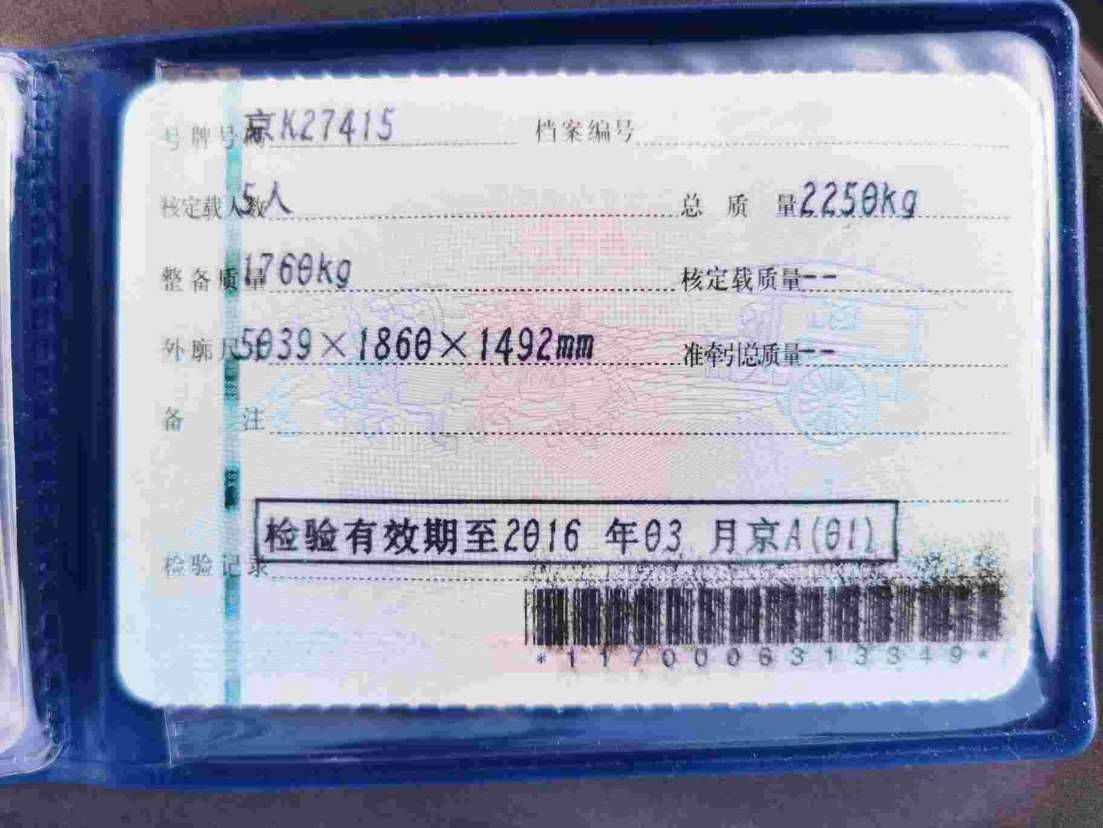 号牌号码 京K27415 档案编号
核定载人数 5人 总质量 2250kg
整备质量 1760kg 核定载质量 --
外廓尺寸 5039×1860×1492mm 准牵引总质量 --
备注
检验有效期至2016 年03 月京A(01)
检验记录
*1170006313349*